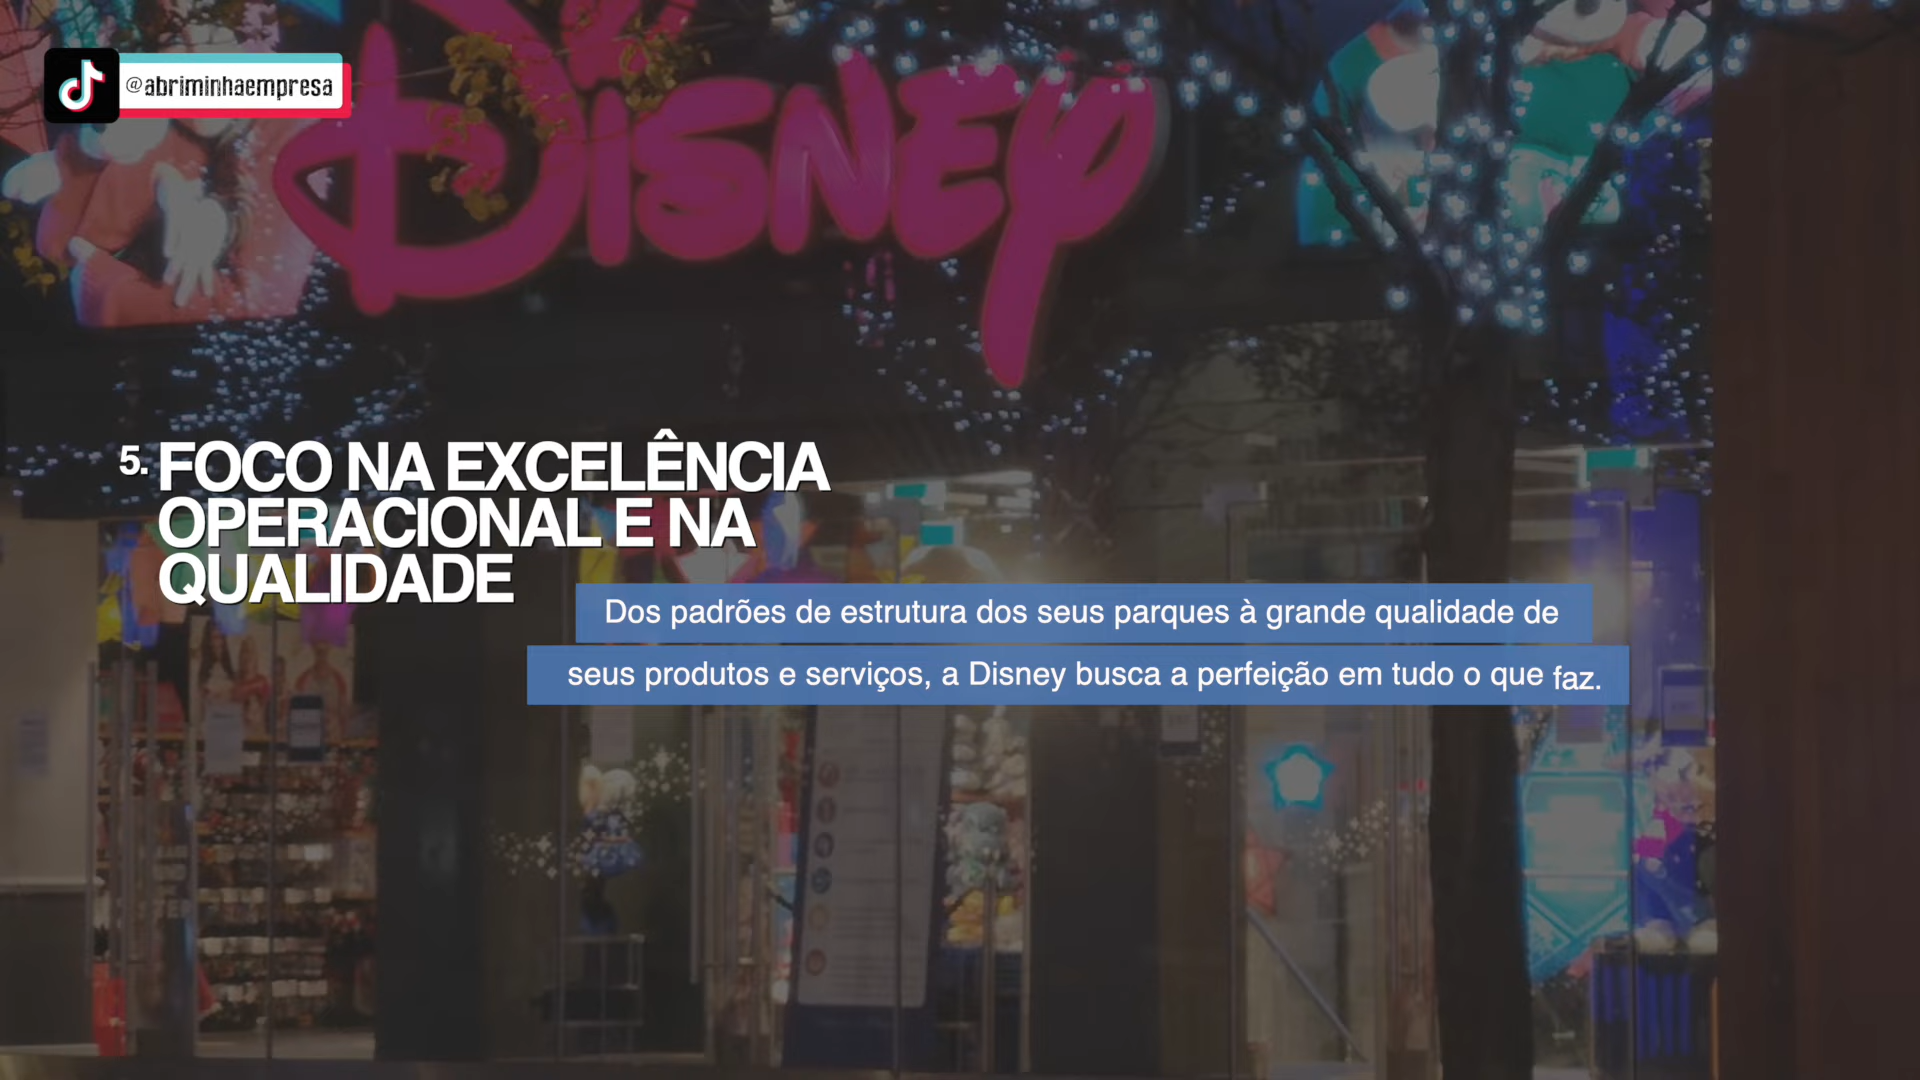 @abriminhaempresa
DISNEY
5. FOCO NA EXCELÊNCIA
OPERACIONAL E NA
QUALIDADE
Dos padrões de estrutura dos seus parques à grande qualidade de
seus produtos e serviços, a Disney busca a perfeição em tudo o que faz.